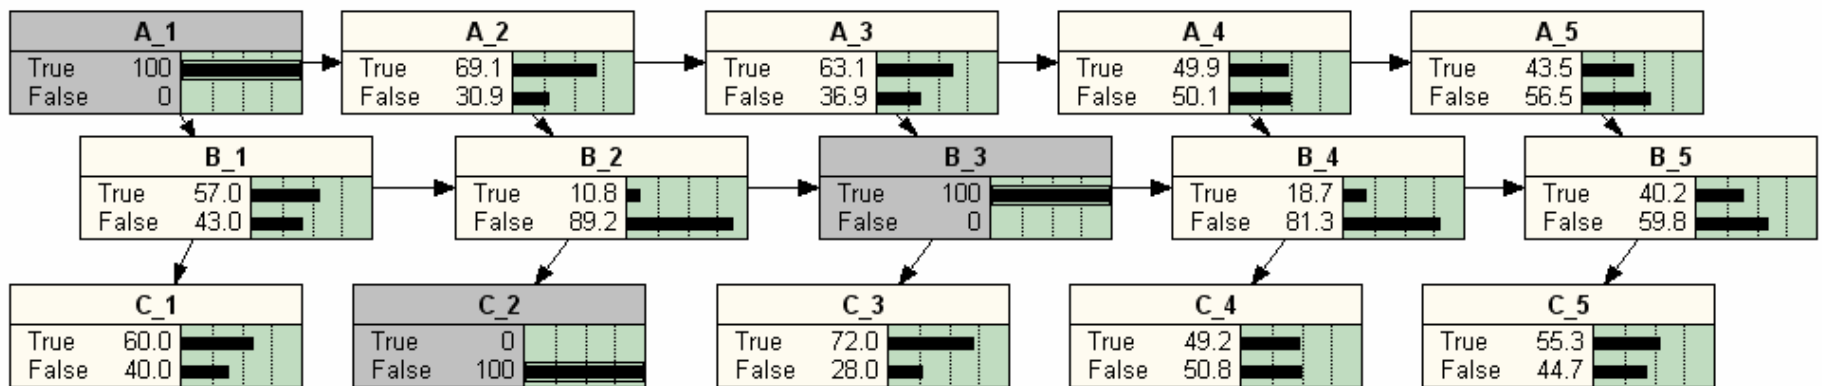 A_1
True 100
False 0
A_2
True 69.1
False 30.9
A_3
True 63.1
False 36.9
A_4
True 49.9
False 50.1
A_5
True 43.5
False 56.5
B_1
True 57.0
False 43.0
B_2
True 10.8
False 89.2
B_3
True 100
False 0
B_4
True 18.7
False 81.3
B_5
True 40.2
False 59.8
C_1
True 60.0
False 40.0
C_2
True 0
False 100
C_3
True 72.0
False 28.0
C_4
True 49.2
False 50.8
C_5
True 55.3
False 44.7